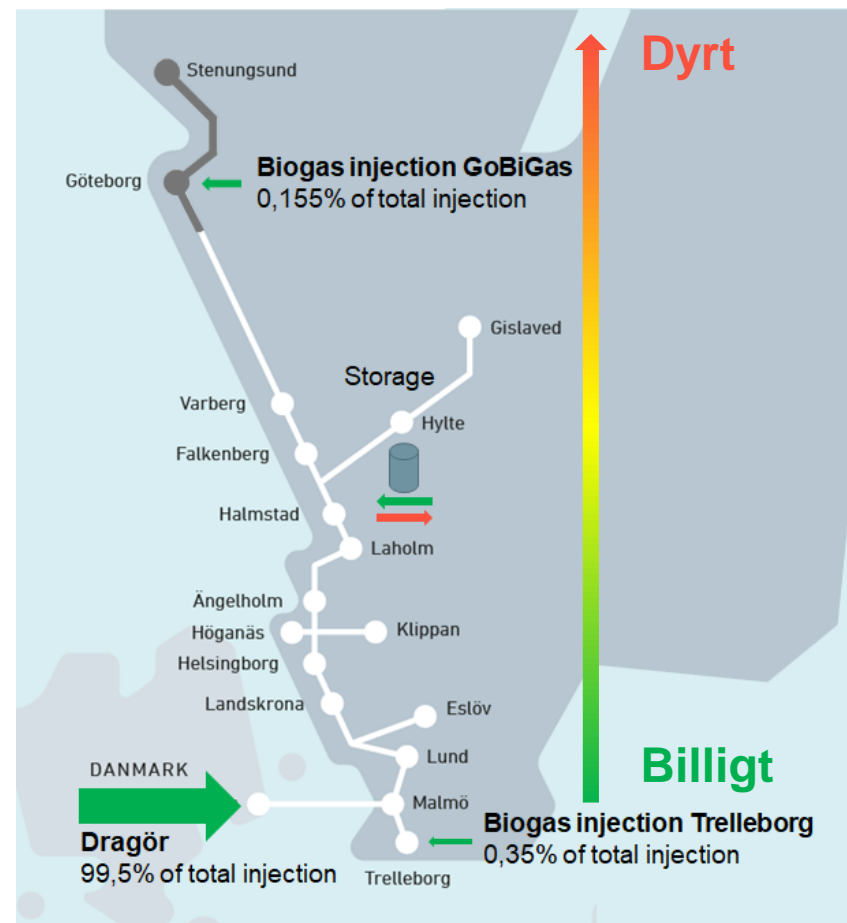 Dyrt
Stenungsund
Biogas injection GoBiGas
0,155% of total injection
Göteborg
Gislaved
Storage
Varberg
Hylte
Falkenberg
Halmstad
Laholm
Ängelholm
Höganäs
Klippan
Helsingborg
Landskrona
Eslöv
Lund
Billigt
DANMARK
Malmö
Dragör
99,5% of total injection
Biogas injection Trelleborg
0,35% of total injection
Trelleborg